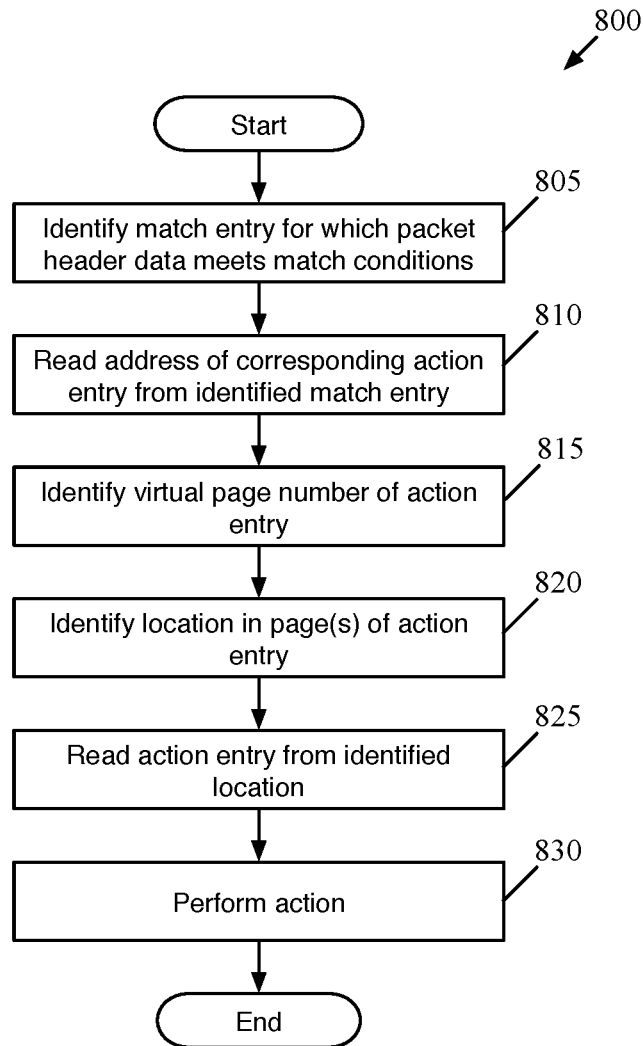 800
Start
805
Identify match entry for which packet
header data meets match conditions
810
Read address of corresponding action
entry from identified match entry
815
Identify virtual page number of action
entry
820
Identify location in page(s) of action
entry
825
Read action entry from identified
location
830
Perform action
End